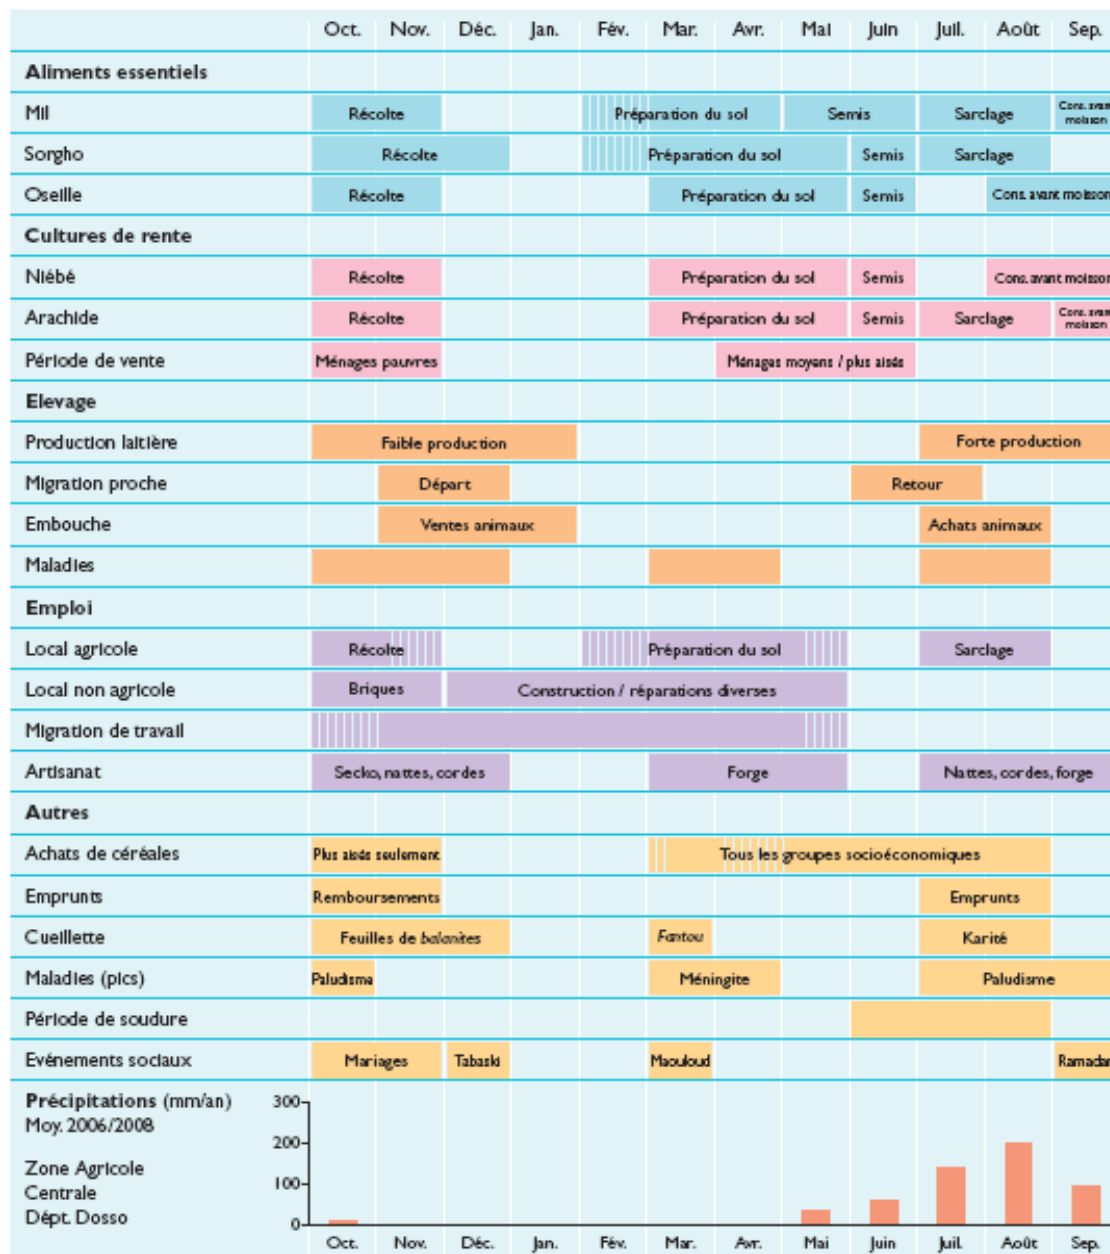 Oct. Nov. Déc. Jan. Fév. Mar. Avr. Mai Juin Juil. Août Sep.
Aliments essentiels
Mil Récolte Préparation du sol Semis Sarclage Cons. avant moisson
Sorgho Récolte Préparation du sol Semis Sarclage
Oseille Récolte Préparation du sol Semis Cons. avant moisson
Cultures de rente
Niébé Récolte Préparation du sol Semis Cons. avant moisson
Arachide Récolte Préparation du sol Semis Sarclage Cons. avant moisson
Période de vente Ménages pauvres Ménages moyens / plus aisés
Elevage
Production laitière Faible production Forte production
Migration proche Départ Retour
Embouche Ventes animaux Achats animaux
Maladies
Emploi
Local agricole Récolte Préparation du sol Sarclage
Local non agricole Briques Construction / réparations diverses
Migration de travail
Artisanat Secko, nattes, cordes Forge Nattes, cordes, forge
Autres
Achats de céréales Plus aisés seulement Tous les groupes socioéconomiques
Emprunts Remboursements Emprunts
Cueillette Feuilles de balanites Fantou Karité
Maladies (pics) Paludisme Méningite Paludisme
Période de soudure
Evénements sociaux Mariages Tabaski Maouloud Ramadan
Précipitations (mm/an) 300
Moy. 2006/2008
200
Zone Agricole
Centrale 100
Dépt. Dosso 0
Oct. Nov. Déc. Jan. Fév. Mar. Avr. Mai Juin Juil. Août Sep.